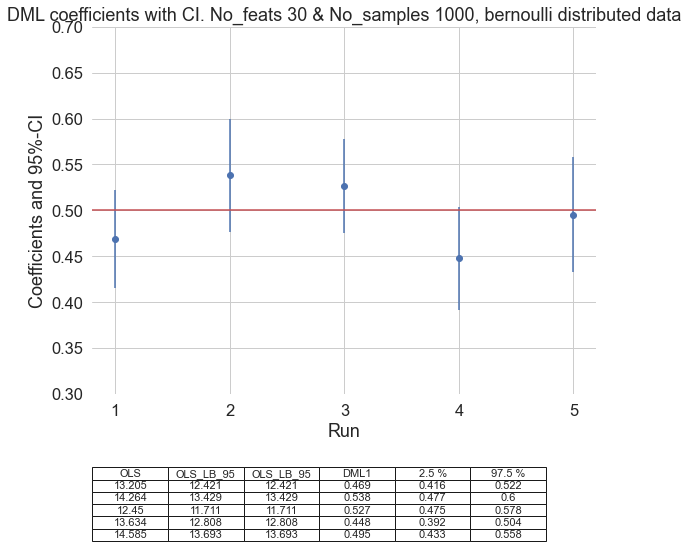 DML coefficients with CI. No_feats 30 & No_samples 1000, bernoulli distributed data
0.70
0.65
0.60
0.55
0.50
0.45
0.40
0.35
0.30
Coefficients and 95%-CI
1 2 3 4 5
Run
OLS OLS_LB_95 OLS_LB_95 DML1 2.5 % 97.5 %
13.205 12.421 12.421 0.469 0.416 0.522
14.264 13.429 13.429 0.538 0.477 0.6
12.45 11.711 11.711 0.527 0.475 0.578
13.634 12.808 12.808 0.448 0.392 0.504
14.585 13.693 13.693 0.495 0.433 0.558